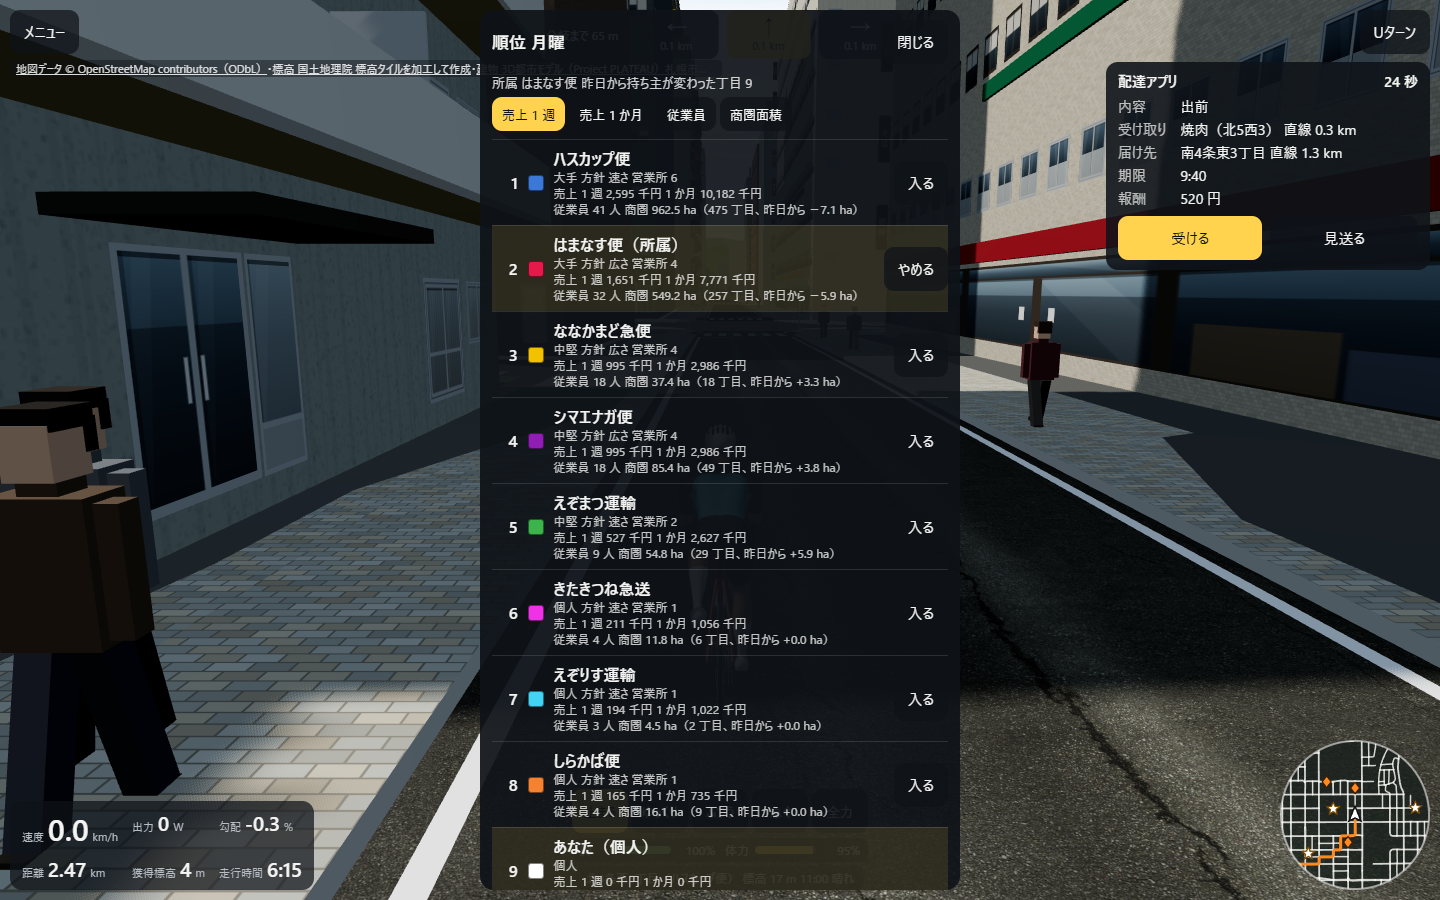 メニュー
地図データ © OpenStreetMap contributors（ODbL）・標高 国土地理院 標高タイルを加工して作成・
順位 月曜
閉じる
所属 はまなす便 昨日から持ち主が変わった丁目 9
売上 1 週
売上 1 か月
従業員
商圏面積
1
ハスカップ便
大手 方針 速さ 営業所 6
売上 1 週 2,595 千円 1 か月 10,182 千円
従業員 41 人 商圏 962.5 ha（475 丁目、昨日から −7.1 ha）
入る
2
はまなす便（所属）
大手 方針 広さ 営業所 4
売上 1 週 1,651 千円 1 か月 7,771 千円
従業員 32 人 商圏 549.2 ha（257 丁目、昨日から −5.9 ha）
やめる
3
ななかまど急便
中堅 方針 広さ 営業所 4
売上 1 週 995 千円 1 か月 2,986 千円
従業員 18 人 商圏 37.4 ha（18 丁目、昨日から +3.3 ha）
入る
4
シマエナガ便
中堅 方針 広さ 営業所 4
売上 1 週 995 千円 1 か月 2,986 千円
従業員 18 人 商圏 85.4 ha（49 丁目、昨日から +3.8 ha）
入る
5
えぞまつ運輸
中堅 方針 速さ 営業所 2
売上 1 週 527 千円 1 か月 2,627 千円
従業員 9 人 商圏 54.8 ha（29 丁目、昨日から +5.9 ha）
入る
6
きたきつね急送
個人 方針 速さ 営業所 1
売上 1 週 211 千円 1 か月 1,056 千円
従業員 4 人 商圏 11.8 ha（6 丁目、昨日から +0.0 ha）
入る
7
えぞりす運輸
個人 方針 速さ 営業所 1
売上 1 週 194 千円 1 か月 1,022 千円
従業員 3 人 商圏 4.5 ha（2 丁目、昨日から +0.0 ha）
入る
8
しらかば便
個人 方針 速さ 営業所 1
売上 1 週 165 千円 1 か月 735 千円
従業員 4 人 商圏 16.1 ha（9 丁目、昨日から +0.0 ha）
入る
9
あなた（個人）
個人
売上 1 週 0 千円 1 か月 0 千円
Uターン
配達アプリ 24 秒
内容 出前
受け取り 焼肉（北5西3） 直線 0.3 km
届け先 南4条東3丁目 直線 1.3 km
期限 9:40
報酬 520 円
受ける
見送る
速度 0.0 km/h 出力 0 W 勾配 -0.3 %
距離 2.47 km 獲得標高 4 m 走行時間 6:15